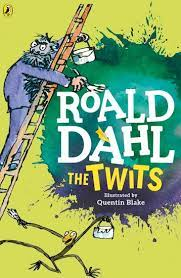 ROALD
DAHL
THE TWITS
Illustrated by
Quentin Blake